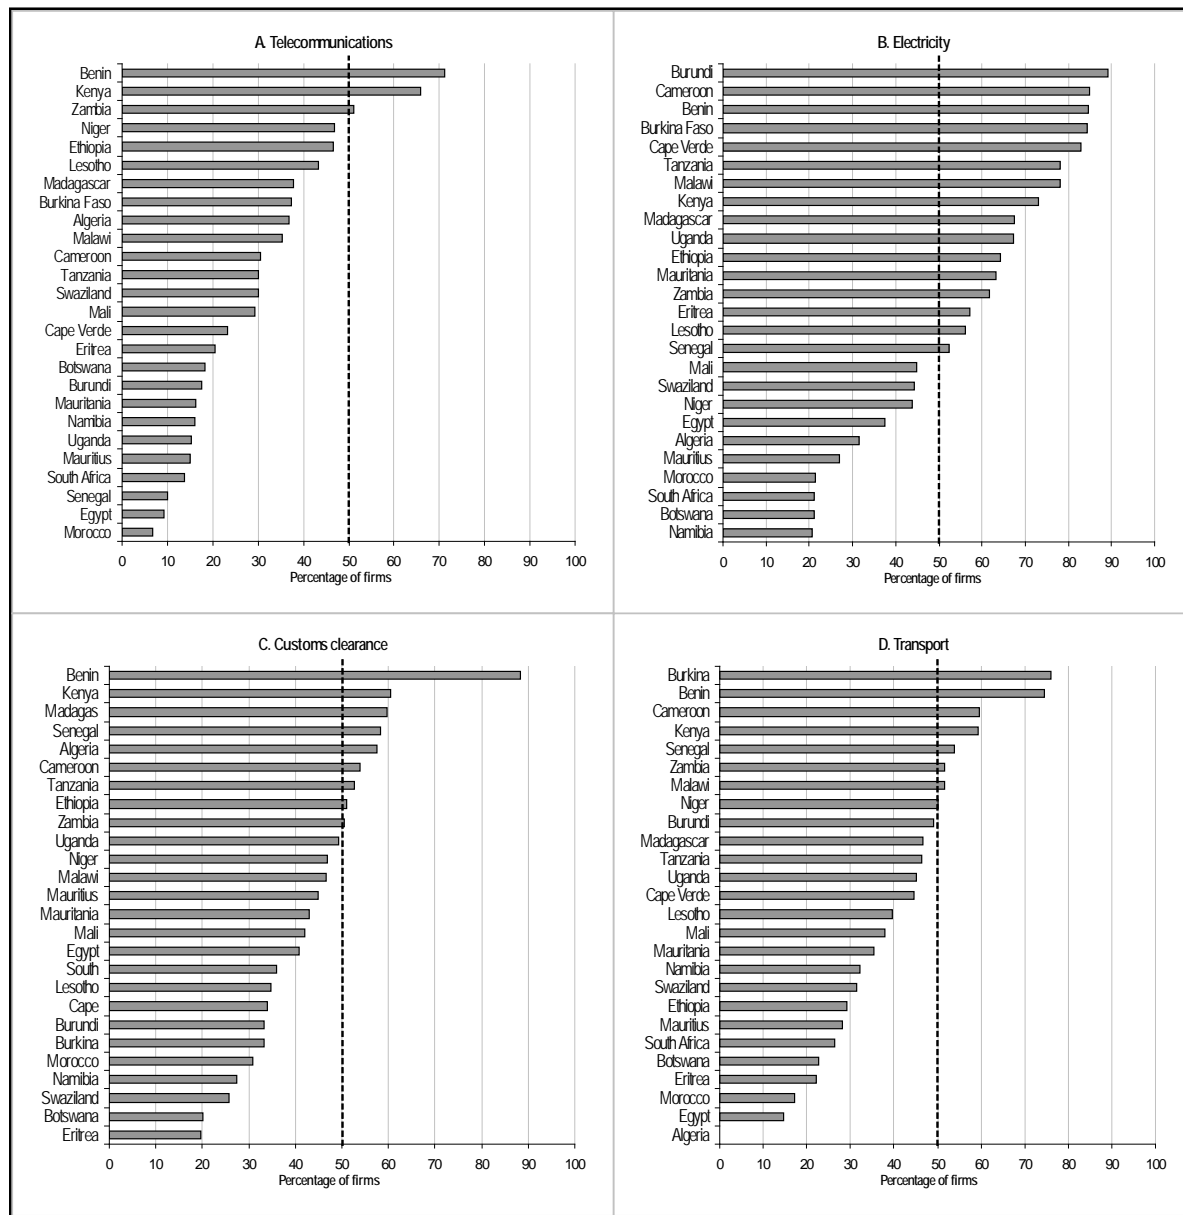 A. Telecommunications
Benin
Kenya
Zambia
Niger
Ethiopia
Lesotho
Madagascar
Burkina Faso
Algeria
Malawi
Cameroon
Tanzania
Swaziland
Mali
Cape Verde
Eritrea
Botswana
Burundi
Mauritania
Namibia
Uganda
Mauritius
South Africa
Senegal
Egypt
Morocco
0 10 20 30 40 50 60 70 80 90 100
Percentage of firms
B. Electricity
Burundi
Cameroon
Benin
Burkina Faso
Cape Verde
Tanzania
Malawi
Kenya
Madagascar
Uganda
Ethiopia
Mauritania
Zambia
Eritrea
Lesotho
Senegal
Mali
Swaziland
Niger
Egypt
Algeria
Mauritius
Morocco
South Africa
Botswana
Namibia
0 10 20 30 40 50 60 70 80 90 100
Percentage of firms
C. Customs clearance
Benin
Kenya
Madagas
Senegal
Algeria
Cameroon
Tanzania
Ethiopia
Zambia
Uganda
Niger
Malawi
Mauritius
Mauritania
Mali
Egypt
South
Lesotho
Cape
Burundi
Burkina
Morocco
Namibia
Swaziland
Botswana
Eritrea
0 10 20 30 40 50 60 70 80 90 100
Percentage of firms
D. Transport
Burkina
Benin
Cameroon
Kenya
Senegal
Zambia
Malawi
Niger
Burundi
Madagascar
Tanzania
Uganda
Cape Verde
Lesotho
Mali
Mauritania
Namibia
Swaziland
Ethiopia
Mauritius
South Africa
Botswana
Eritrea
Morocco
Egypt
Algeria
0 10 20 30 40 50 60 70 80 90 100
Percentage of firms